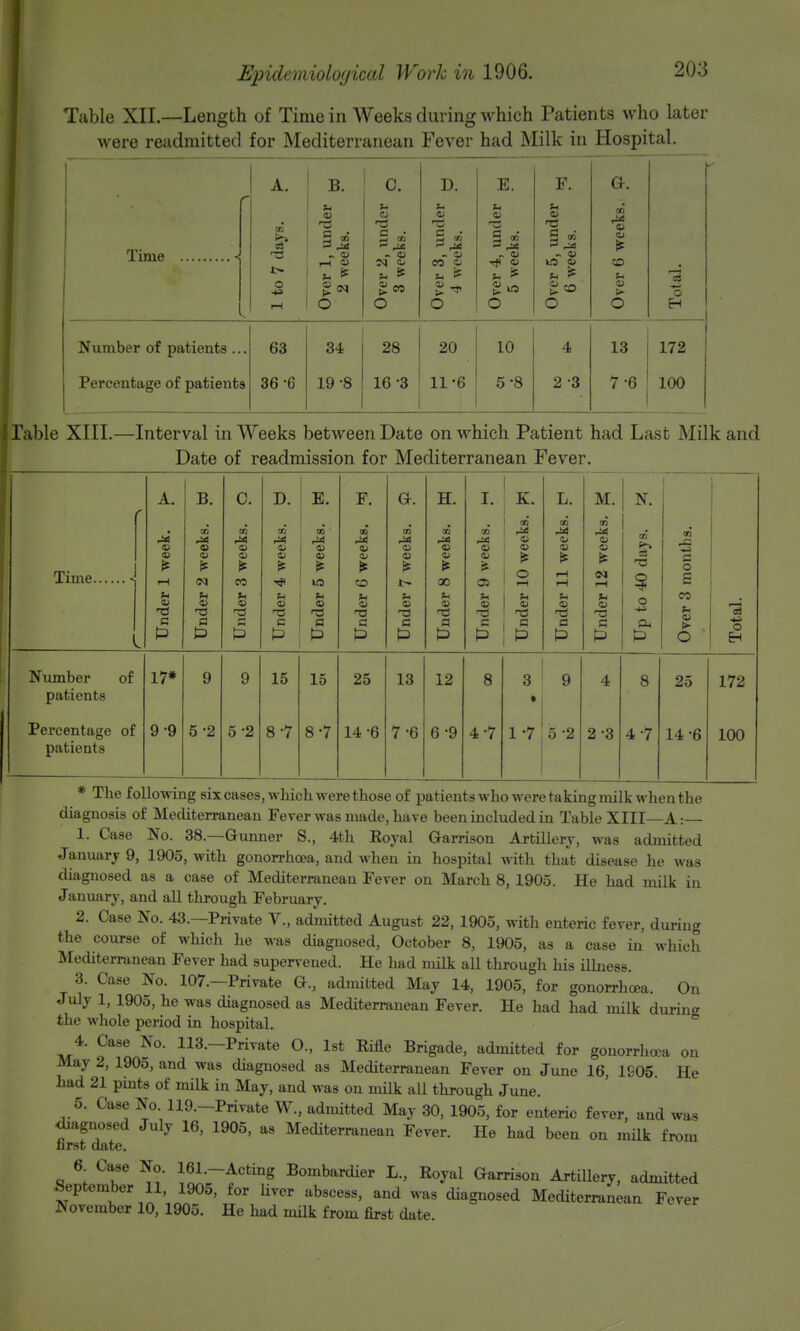 Epidemiological Work in 1906. 203
Table XII.—Length of Time in Weeks during which Patients who later
were readmitted for Mediterranean Fever had Milk in Hospital.
A. B. C. D. E. F. G.
Time 1 to 7 days. Over 1, under 2 weeks. Over 2, under 3 weeks. Over 3, under 4 weeks. Over 4, under 5 weeks. Over 5, under 6 weeks. Over 6 weeks. Total.
Number of patients ... 63 34 28 20 10 4 13 172
Percentage of patients 36·6 19·8 16·3 11·6 5·8 2·3 7·6 100
Table XIII.—Interval in Weeks between Date on which Patient had Last Milk and
Date of readmission for Mediterranean Fever.
A. B. C. D. E. F. G. H. I. K. L. M. N.
Time...... Under 1 week. Under 2 weeks. Under 3 weeks. Under 4 weeks. Under 5 weeks. Under 6 weeks. Under 7 weeks. Under 8 weeks. Under 9 weeks. Under 10 weeks. Under 11 weeks. Under 12 weeks. Up to 40 days. Over 3 months. Total.
Number of 17* 9 9 15 15 25 13 12 8 3 9 4 8 25 172
patients
Percentage of 9·9 5·2 5·2 8·7 8·7 14·6 7·6 6·9 4·7 1·7 5·2 2·3 4·7 14·6 100
patients
* The following six cases, which were those of patients who were taking milk when the
diagnosis of Mediterranean Fever was made, have been included in Table XIII—A:—
1. Case No. 38.—Gunner S., 4th Royal Garrison Artillery, was admitted
January 9, 1905, with gonorrhœa, and when in hospital with that disease he was
diagnosed as a case of Mediterranean Fever on March 8, 1905. He had milk in
January, and all through February.
2. Case No. 43.—Private V., admitted August 22, 1905, with enteric fever, during
the course of which he was diagnosed, October 8, 1905, as a case in which
Mediterranean Fever had supervened. He had milk all through his illness.
3. Case No. 107.—Private G., admitted May 14, 1905, for gonorrhœa. On
July 1, 1905, he was diagnosed as Mediterranean Fever. He had had milk during
the whole period in hospital.
4. Case No. 113.—Private O., 1st Rifle Brigade, admitted for gonorrhœa on
May 2, 1905, and was diagnosed as Mediterranean Fever on June 16, 1905. He
had 21 pints of milk in May, and was on milk all through June.
5. Case No. 119.—Private W., admitted May 30, 1905, for enteric fever, and was
diagnosed July 16, 1905, as Mediterranean Fever. He had been on milk from
first date.
6. Case No. 161.—Acting Bombardier L., Royal Garrison Artillery, admitted
September 11, 1905, for liver abscess, and was diagnosed Mediterranean Fever
November 10, 1905. He had milk from first date.